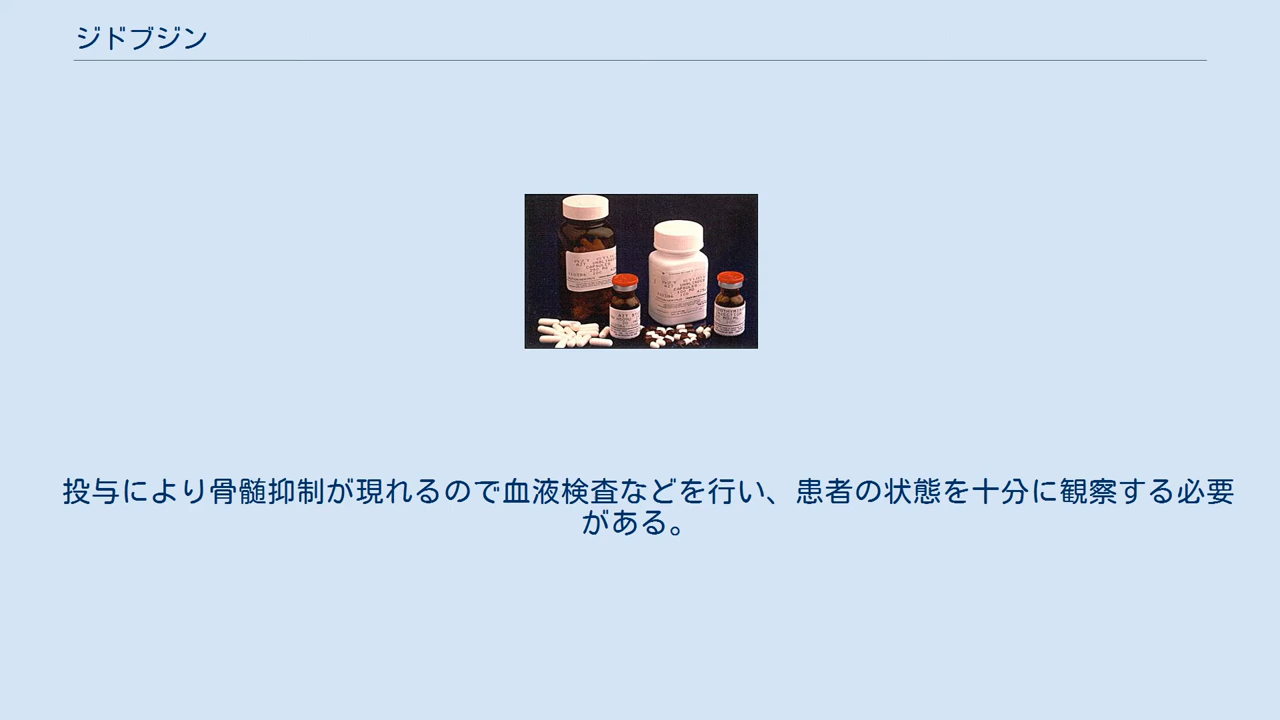 ジドブジン
投与により骨髄抑制が現れるので血液検査などを行い、患者の状態を十分に観察する必要
がある。